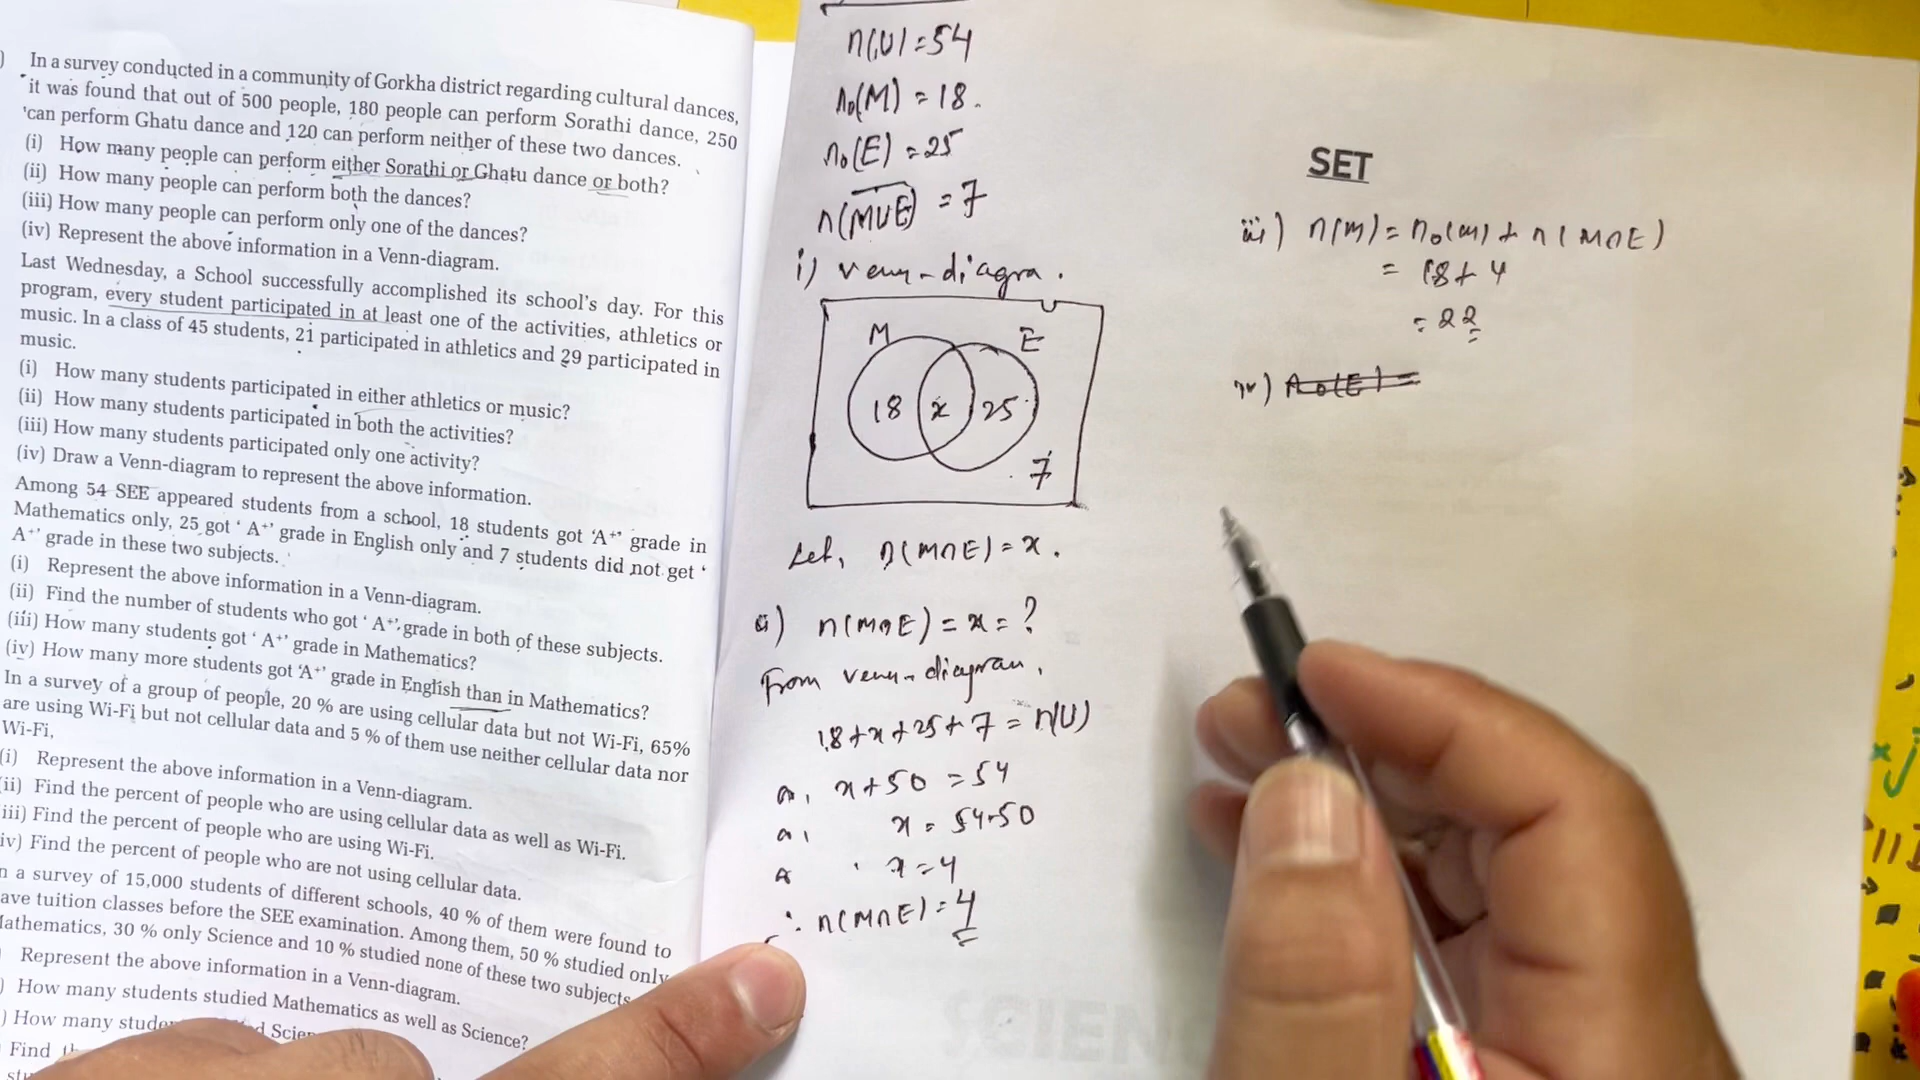 In a survey conducted in a community of Gorkha district regarding cultural dances,
it was found that out of 500 people, 180 people can perform Sorathi dance, 250
can perform Ghatu dance and 120 can perform neither of these two dances.
(i) How many people can perform either Sorathi or Ghatu dance or both?
(ii) How many people can perform both the dances?
(iii) How many people can perform only one of the dances?
(iv) Represent the above information in a Venn-diagram.
Last Wednesday, a School successfully accomplished its school's day. For this
program, every student participated in at least one of the activities, athletics or
music. In a class of 45 students, 21 participated in athletics and 29 participated in
music.
(i) How many students participated in either athletics or music?
(ii) How many students participated in both the activities?
(iii) How many students participated only one activity?
(iv) Draw a Venn-diagram to represent the above information.
Among 54 SEE appeared students from a school, 18 students got 'A⁺' grade in
Mathematics only, 25 got ' A⁺' grade in English only and 7 students did not get '
A⁺' grade in these two subjects.
(i) Represent the above information in a Venn-diagram.
(ii) Find the number of students who got ' A⁺' grade in both of these subjects.
(iii) How many students got ' A⁺' grade in Mathematics?
(iv) How many more students got 'A⁺' grade in English than in Mathematics?
In a survey of a group of people, 20 % are using cellular data but not Wi-Fi, 65%
are using Wi-Fi but not cellular data and 5 % of them use neither cellular data nor
Wi-Fi,
(i) Represent the above information in a Venn-diagram.
ii) Find the percent of people who are using cellular data as well as Wi-Fi.
iii) Find the percent of people who are using Wi-Fi.
iv) Find the percent of people who are not using cellular data.
n a survey of 15,000 students of different schools, 40 % of them were found to
ave tuition classes before the SEE examination. Among them, 50 % studied only
Mathematics, 30 % only Science and 10 % studied none of these two subjects
Represent the above information in a Venn-diagram.
) How many students studied Mathematics as well as Science?
) How many
Find
n(U) = 54
n₀(M) = 18.
n₀(E) = 25
n(M̅U̅E̅) = 7
i) venn-diagra.
M E
18 x 25
7
Let, n(M∩E) = x.
ii) n(M∩E) = x = ?
From venn-diagram,
18+x+25+7 = n(U)
or, x+50 = 54
or, x = 54-50
or x = 4
∴ n(M∩E) = 4
SET
iii) n(M) = n₀(M) + n(M∩E)
= 18+4
= 22
iv) n₀(E) =